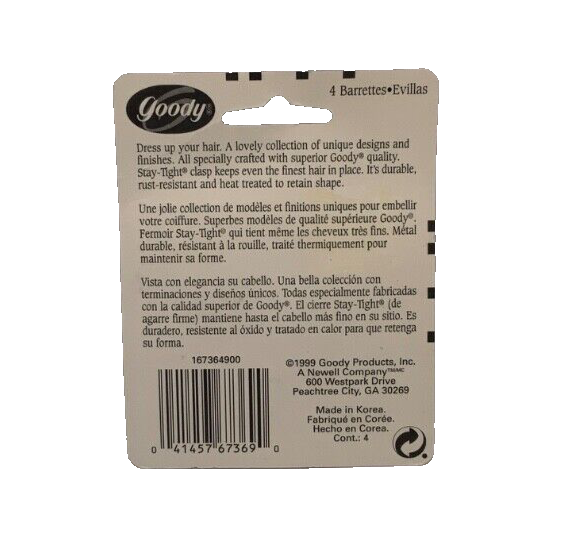 4 Barrettes•Evillas
Goody®
Dress up your hair. A lovely collection of unique designs and
finishes. All specially crafted with superior Goody® quality.
Stay-Tight® clasp keeps even the finest hair in place. It's durable,
rust-resistant and heat treated to retain shape.
Une jolie collection de modèles et finitions uniques pour embellir
votre coiffure. Superbes modèles de qualité supérieure Goody®.
Fermoir Stay-Tight® qui tient même les cheveux très fins. Métal
durable, résistant à la rouille, traité thermiquement pour
maintenir sa forme.
Vista con elegancia su cabello. Una bella colección con
terminaciones y diseños únicos. Todas especialmente fabricadas
con la calidad superior de Goody®. El cierre Stay-Tight® (de
agarre firme) mantiene hasta el cabello más fino en su sitio. Es
duradero, resistente al óxido y tratado en calor para que retenga
su forma.
167364900
0 41457 67369 0
©1999 Goody Products, Inc.
A Newell Company™/MC
600 Westpark Drive
Peachtree City, GA 30269
Made in Korea.
Fabriqué en Corée.
Hecho en Corea.
Cont.: 4